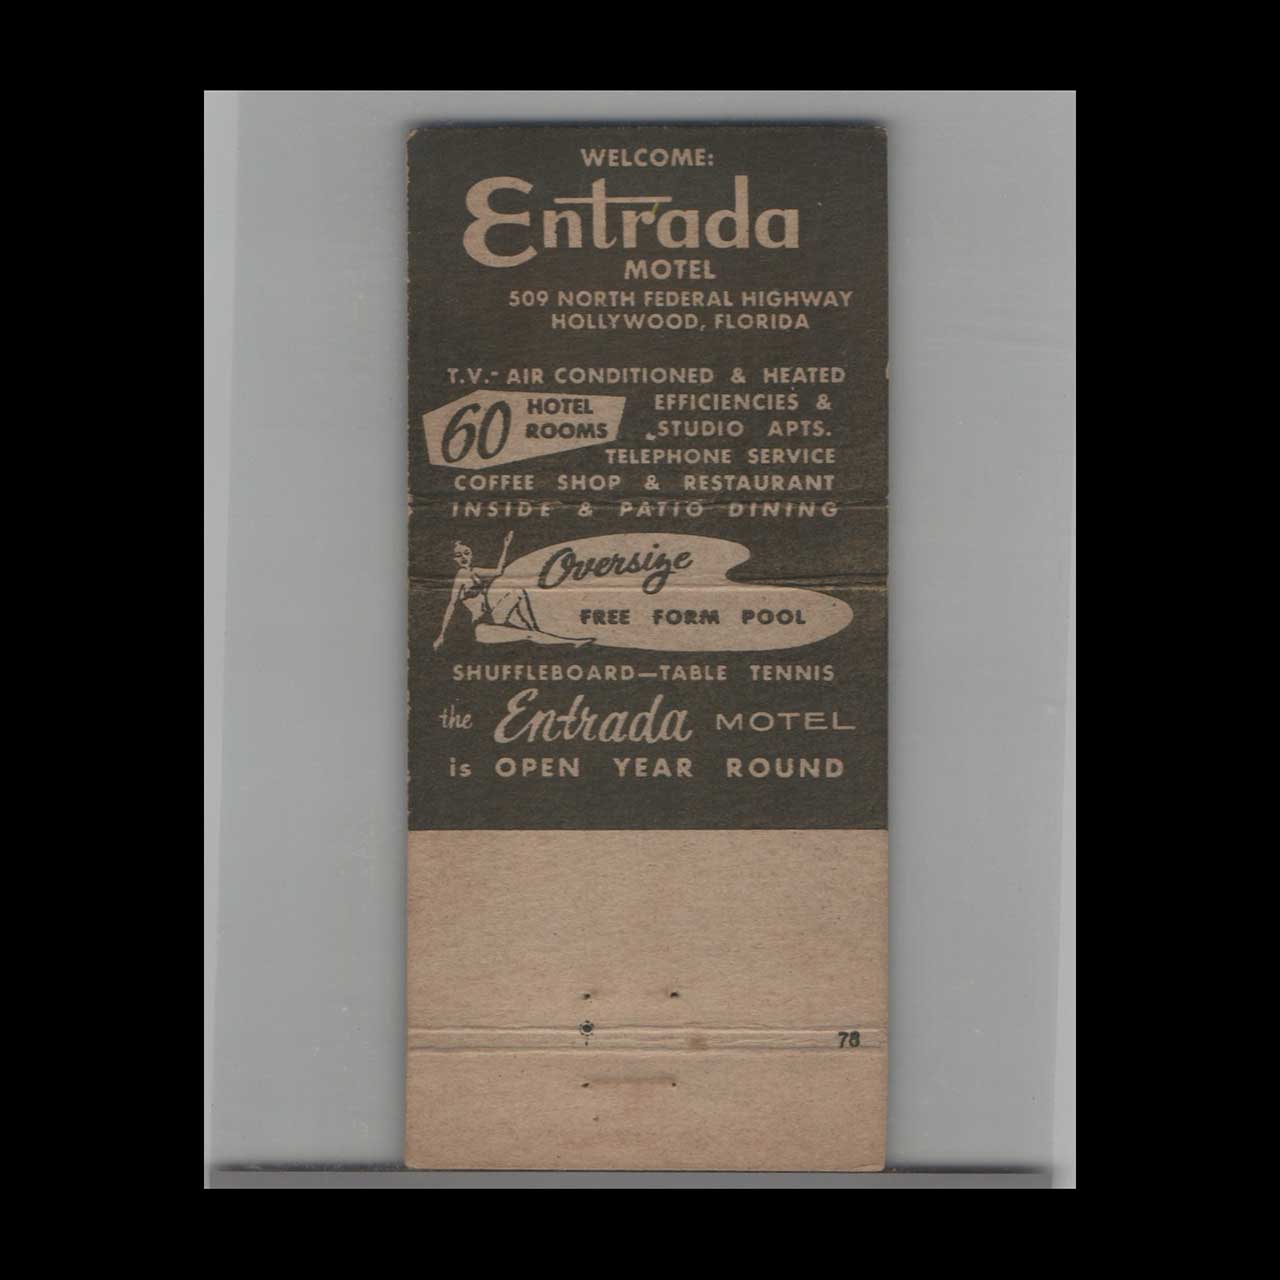 WELCOME:
Entrada
MOTEL
509 NORTH FEDERAL HIGHWAY
HOLLYWOOD, FLORIDA
T.V.- AIR CONDITIONED & HEATED
60 HOTEL ROOMS
EFFICIENCIES &
STUDIO APTS.
TELEPHONE SERVICE
COFFEE SHOP & RESTAURANT
INSIDE & PATIO DINING
Oversize
FREE FORM POOL
SHUFFLEBOARD—TABLE TENNIS
the Entrada MOTEL
is OPEN YEAR ROUND
78